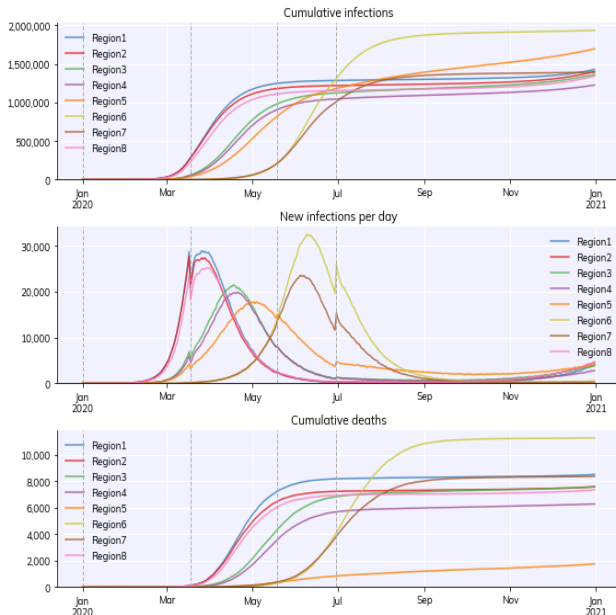 Cumulative infections
2,000,000
1,500,000
1,000,000
500,000
0
Region1
Region2
Region3
Region4
Region5
Region6
Region7
Region8
Jan Mar May Jul Sep Nov Jan
2020 2021
New infections per day
30,000
20,000
10,000
0
Region1
Region2
Region3
Region4
Region5
Region6
Region7
Region8
Jan Mar May Jul Sep Nov Jan
2020 2021
Cumulative deaths
10,000
8,000
6,000
4,000
2,000
0
Region1
Region2
Region3
Region4
Region5
Region6
Region7
Region8
Jan Mar May Jul Sep Nov Jan
2020 2021